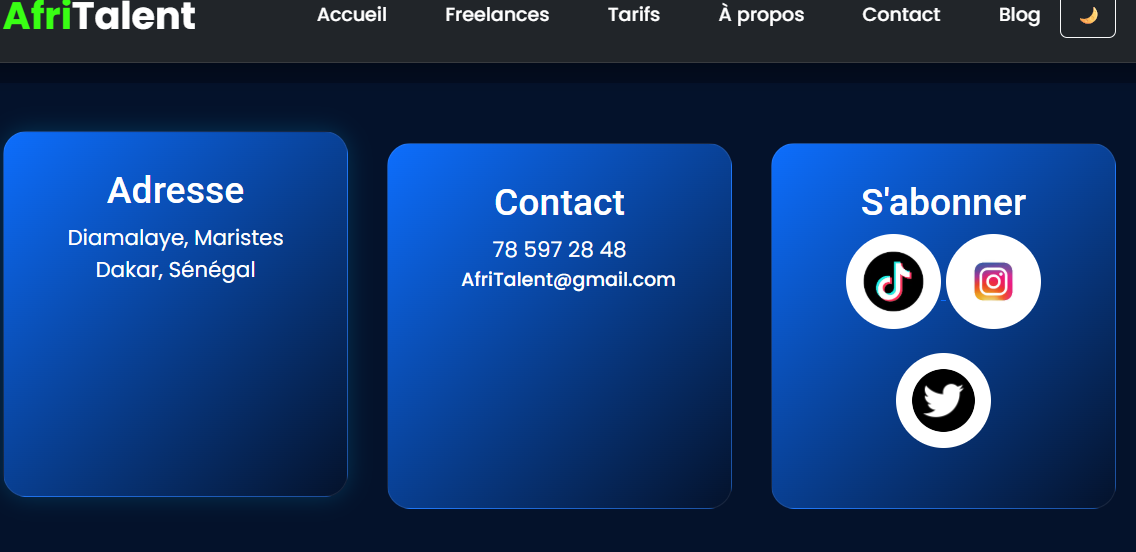 AfriTalent
Accueil
Freelances
Tarifs
À propos
Contact
Blog
Adresse
Diamalaye, Maristes
Dakar, Sénégal
Contact
78 597 28 48
AfriTalent@gmail.com
S'abonner